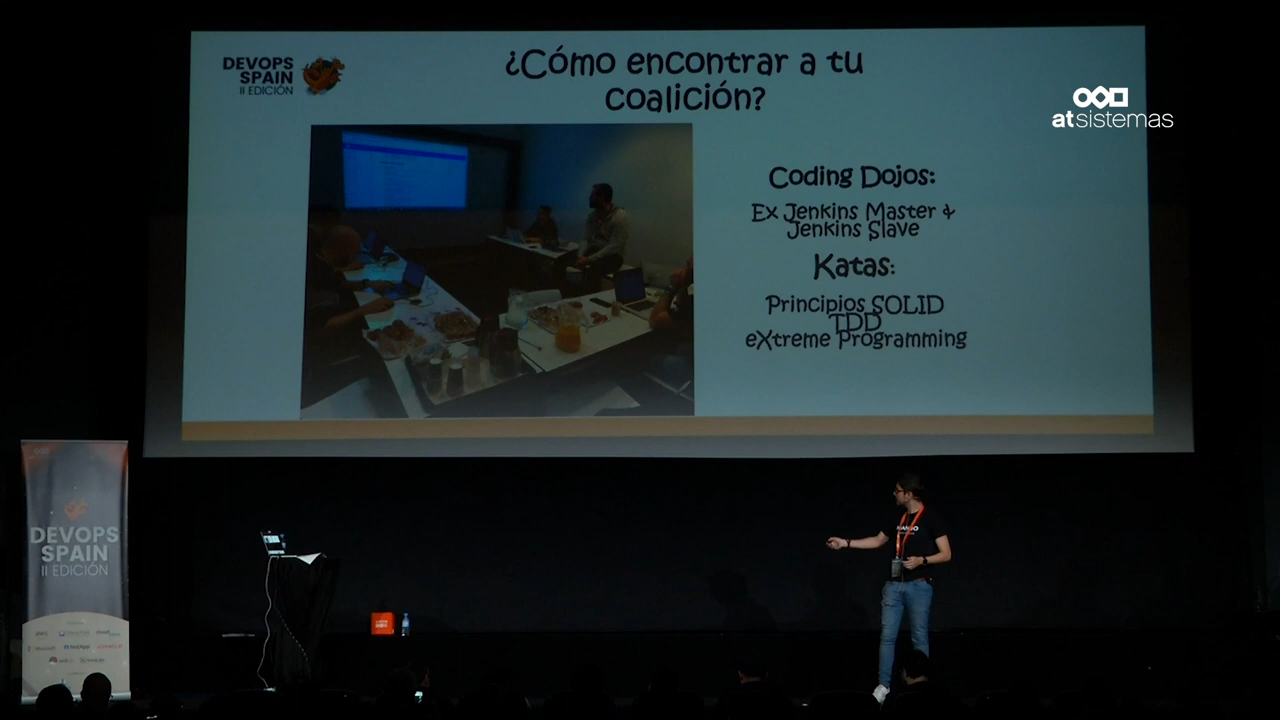 DEVOPS
SPAIN
II EDICIÓN
¿Cómo encontrar a tu
coalición?
atsistemas
Coding Dojos:
Ex Jenkins Master &
Jenkins Slave
Katas:
Principios SOLID
TDD
eXtreme Programming
DEVOPS
SPAIN
II EDICIÓN